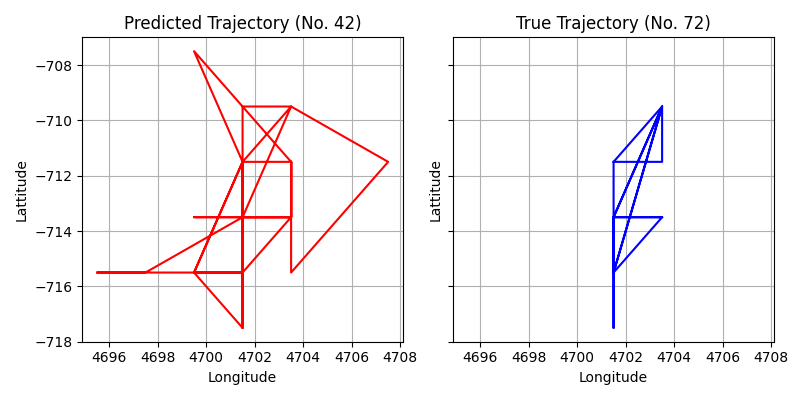 Predicted Trajectory (No. 42)
True Trajectory (No. 72)
Lattitude
−708
−710
−712
−714
−716
−718
4696 4698 4700 4702 4704 4706 4708
Longitude
Lattitude
4696 4698 4700 4702 4704 4706 4708
Longitude